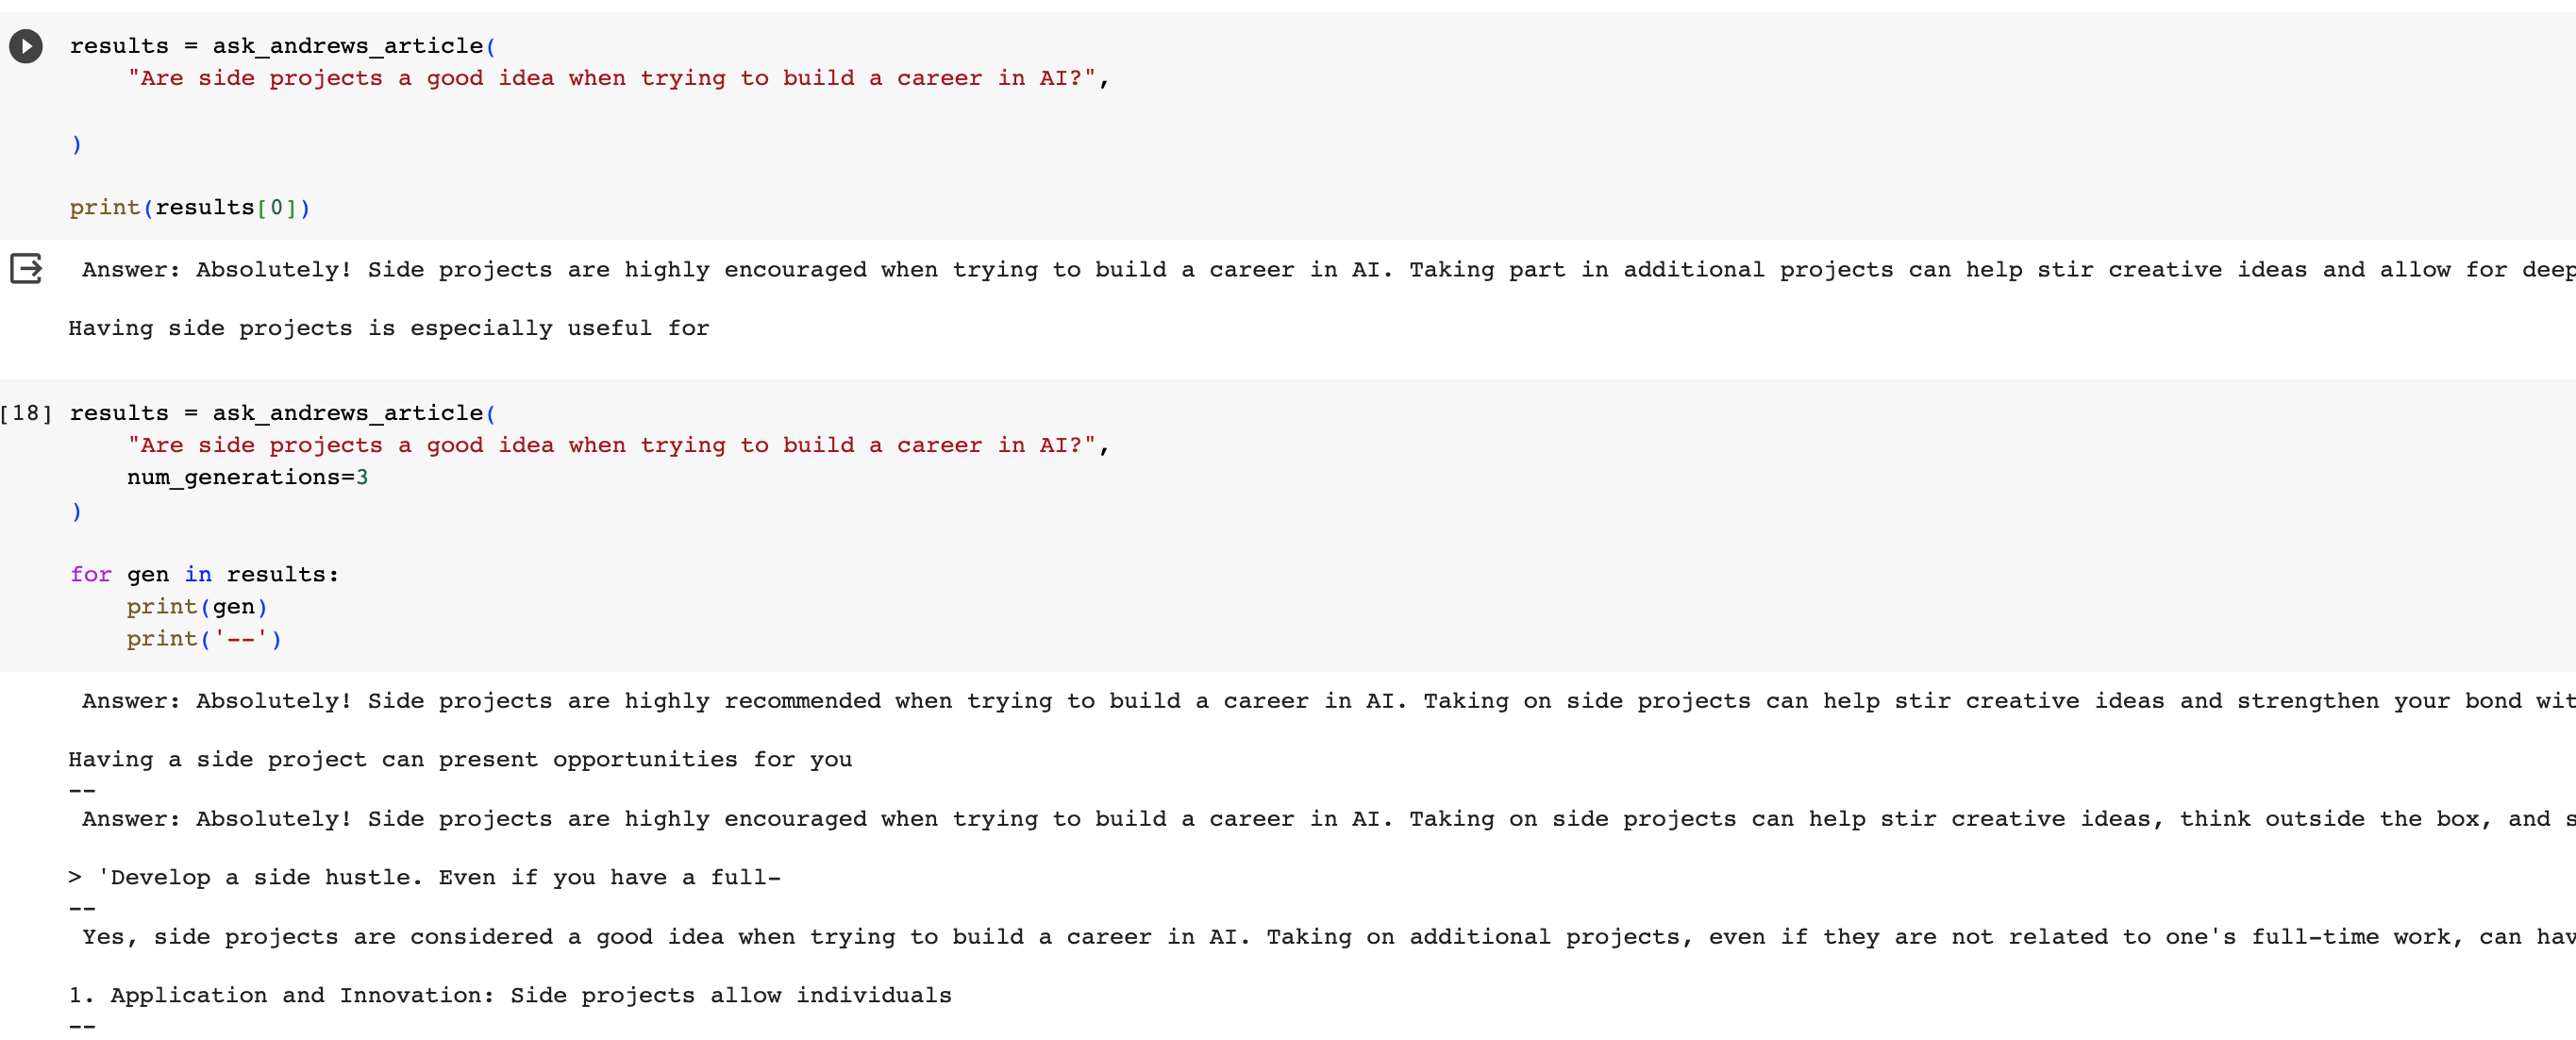 results = ask_andrews_article(
    "Are side projects a good idea when trying to build a career in AI?",
)
print(results[0])
Answer: Absolutely! Side projects are highly encouraged when trying to build a career in AI. Taking part in additional projects can help stir creative ideas and allow for deep
Having side projects is especially useful for
[18] results = ask_andrews_article(
    "Are side projects a good idea when trying to build a career in AI?",
    num_generations=3
)
for gen in results:
    print(gen)
    print('--')
Answer: Absolutely! Side projects are highly recommended when trying to build a career in AI. Taking on side projects can help stir creative ideas and strengthen your bond wit
Having a side project can present opportunities for you
--
Answer: Absolutely! Side projects are highly encouraged when trying to build a career in AI. Taking on side projects can help stir creative ideas, think outside the box, and s
> 'Develop a side hustle. Even if you have a full-
--
Yes, side projects are considered a good idea when trying to build a career in AI. Taking on additional projects, even if they are not related to one's full-time work, can hav
1. Application and Innovation: Side projects allow individuals
--